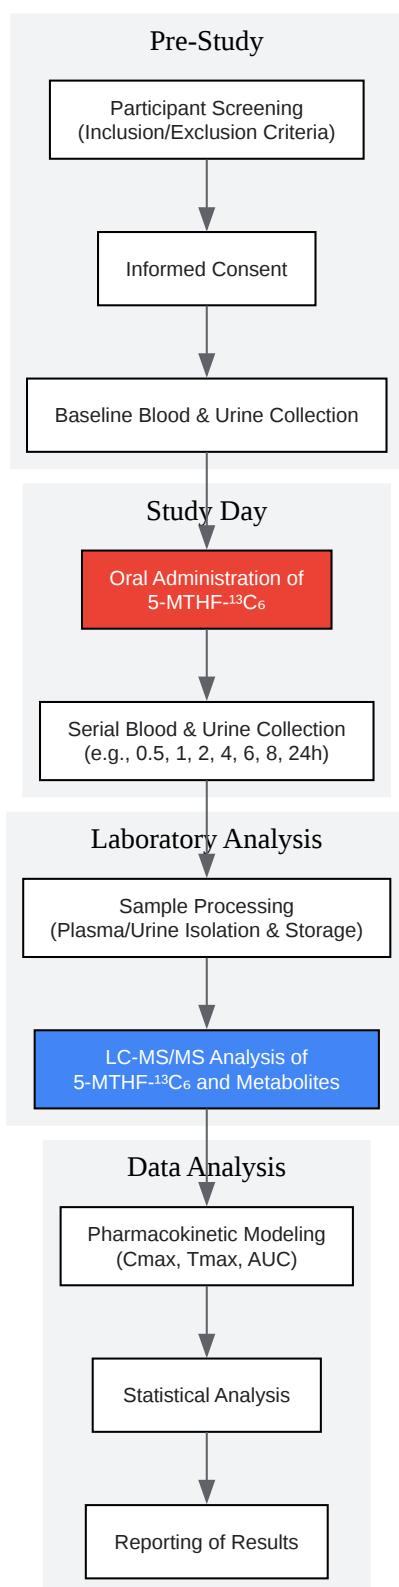 Pre-Study
Participant Screening
(Inclusion/Exclusion Criteria)
Informed Consent
Baseline Blood & Urine Collection
Study Day
Oral Administration of
5-MTHF-¹³C₆
Serial Blood & Urine Collection
(e.g., 0.5, 1, 2, 4, 6, 8, 24h)
Laboratory Analysis
Sample Processing
(Plasma/Urine Isolation & Storage)
LC-MS/MS Analysis of
5-MTHF-¹³C₆ and Metabolites
Data Analysis
Pharmacokinetic Modeling
(Cmax, Tmax, AUC)
Statistical Analysis
Reporting of Results